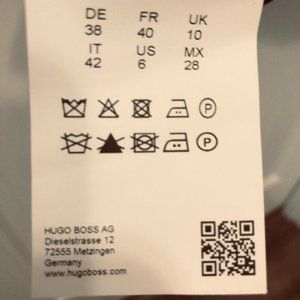 DE FR UK
38 40 10
IT US MX
42 6 28
P
P
HUGO BOSS AG
Dieselstrasse 12
72555 Metzingen
Germany
www.hugoboss.com